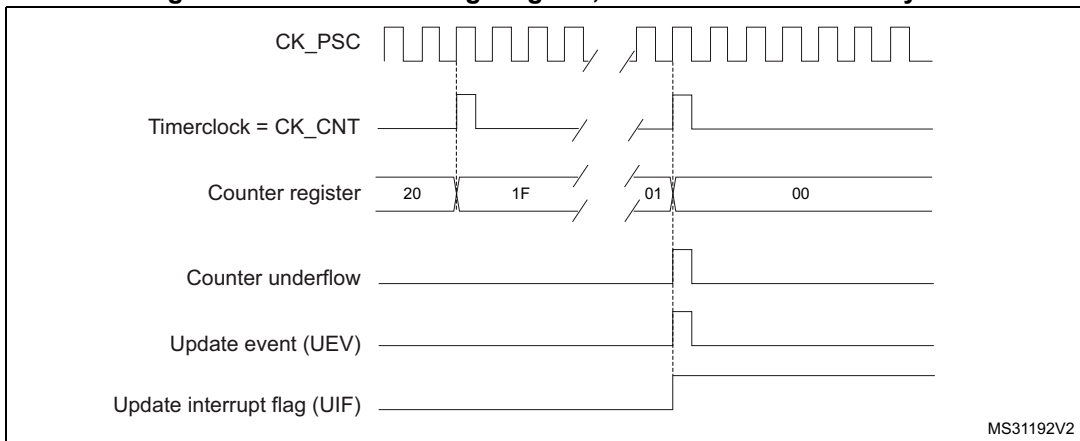 CK_PSC
Timerclock = CK_CNT
Counter register 20 1F 01 00
Counter underflow
Update event (UEV)
Update interrupt flag (UIF)
MS31192V2